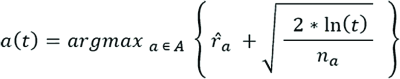 a(t) = argmax a ∈ A { r̂a + √(2 * ln(t) / na) }